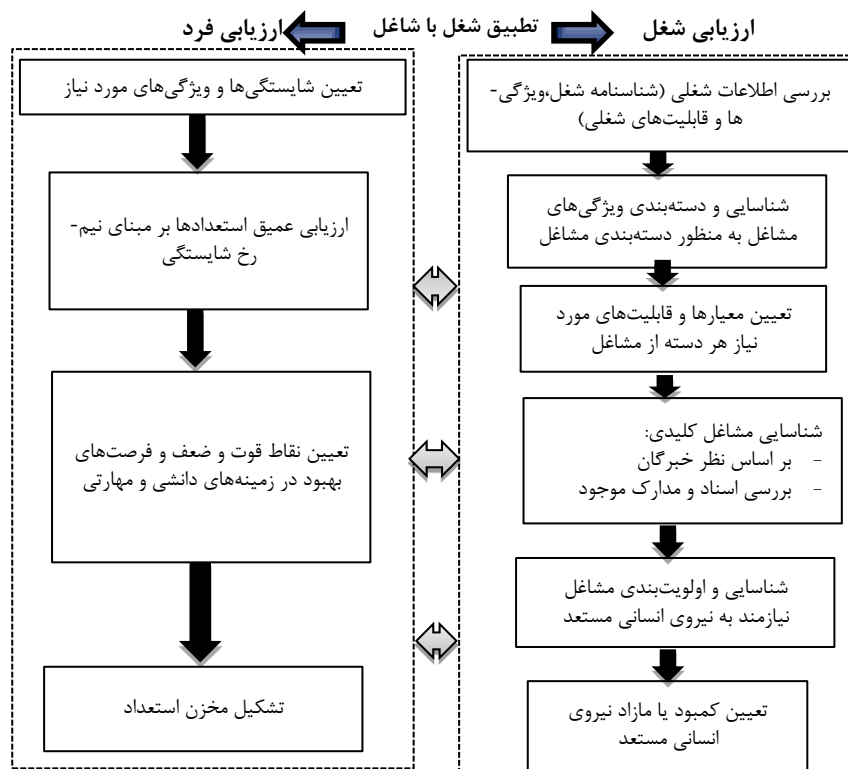 ارزیابی شغل
تطبیق شغل با شاغل
ارزیابی فرد
بررسی اطلاعات شغلی (شناسنامه شغل،ویژگی-
ها و قابلیت‌های شغلی)
شناسایی و دسته‌بندی ویژگی‌های
مشاغل به منظور دسته‌بندی مشاغل
تعیین معیارها و قابلیت‌های مورد
نیاز هر دسته از مشاغل
شناسایی مشاغل کلیدی:
- بر اساس نظر خبرگان
- بررسی اسناد و مدارک موجود
شناسایی و اولویت‌بندی مشاغل
نیازمند به نیروی انسانی مستعد
تعیین کمبود یا مازاد نیروی
انسانی مستعد
تعیین شایستگی‌ها و ویژگی‌های مورد نیاز
ارزیابی عمیق استعدادها بر مبنای نیم-
رخ شایستگی
تعیین نقاط قوت و ضعف و فرصت‌های
بهبود در زمینه‌های دانشی و مهارتی
تشکیل مخزن استعداد